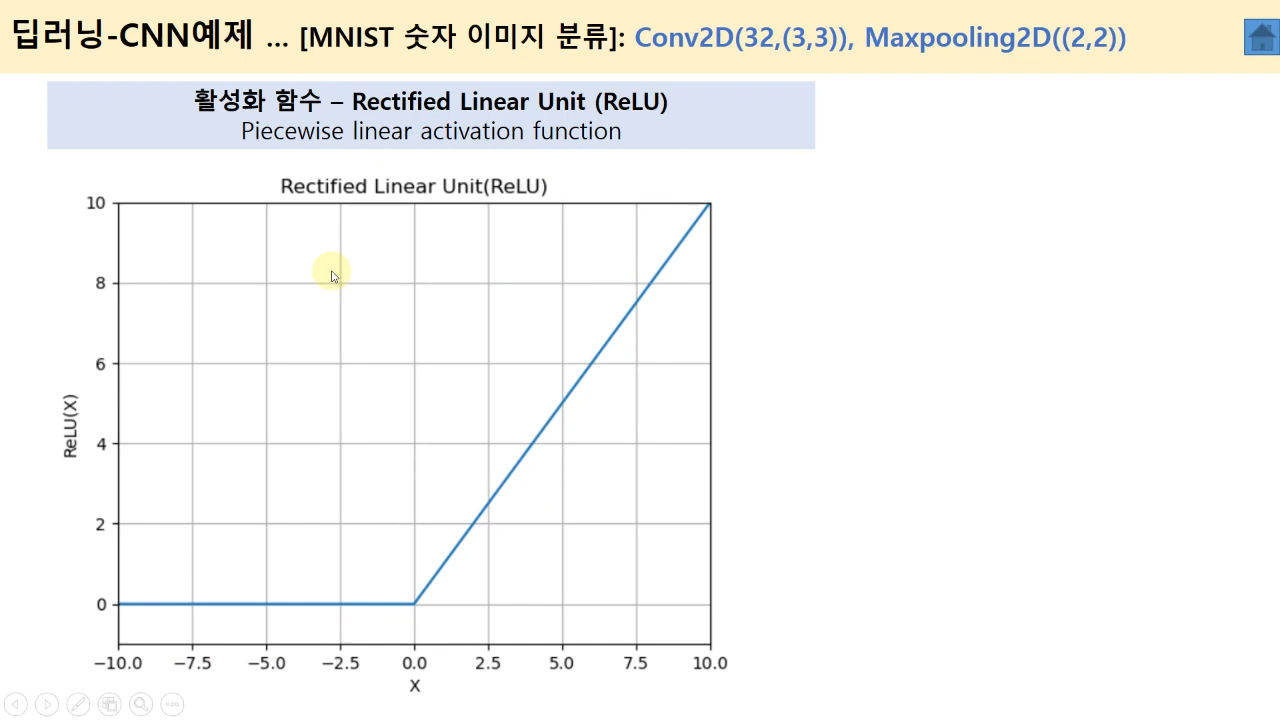 딥러닝-CNN예제 ... [MNIST 숫자 이미지 분류]: Conv2D(32,(3,3)), Maxpooling2D((2,2))
활성화 함수 – Rectified Linear Unit (ReLU)
Piecewise linear activation function
Rectified Linear Unit(ReLU)
10
8
6
4
2
0
ReLU(X)
−10.0 −7.5 −5.0 −2.5 0.0 2.5 5.0 7.5 10.0
X